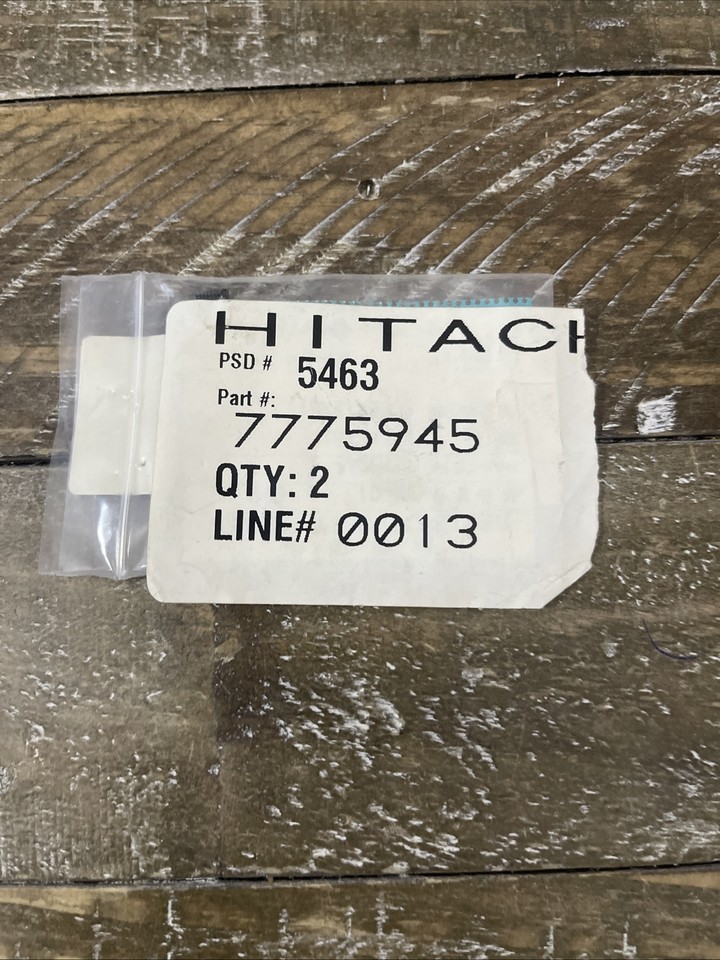 HITACH
PSD # 5463
Part #:
7775945
QTY: 2
LINE# 0013